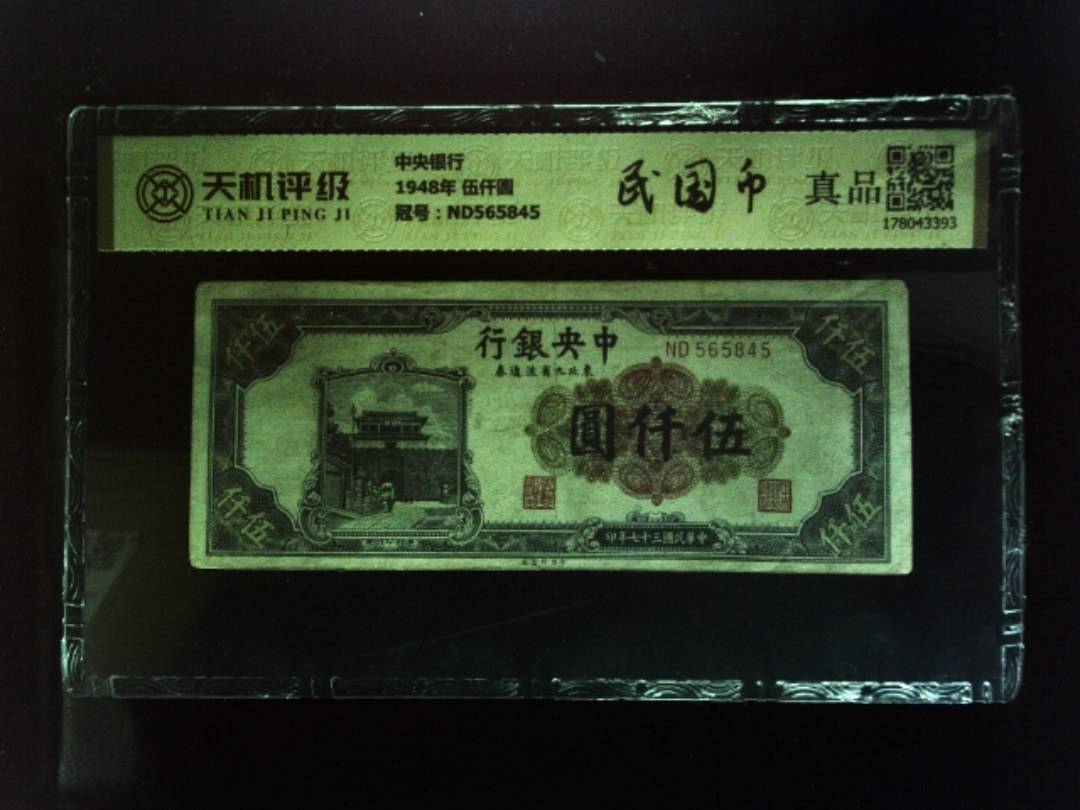 天机评级
TIAN JI PING JI
中央银行
1948年 伍仟圓
冠号：ND565845
民国币
真品
178043393
伍仟
伍仟
中央銀行
ND 565845
東北九省流通券
伍仟圓
伍仟
伍仟
中華民國三十七年印